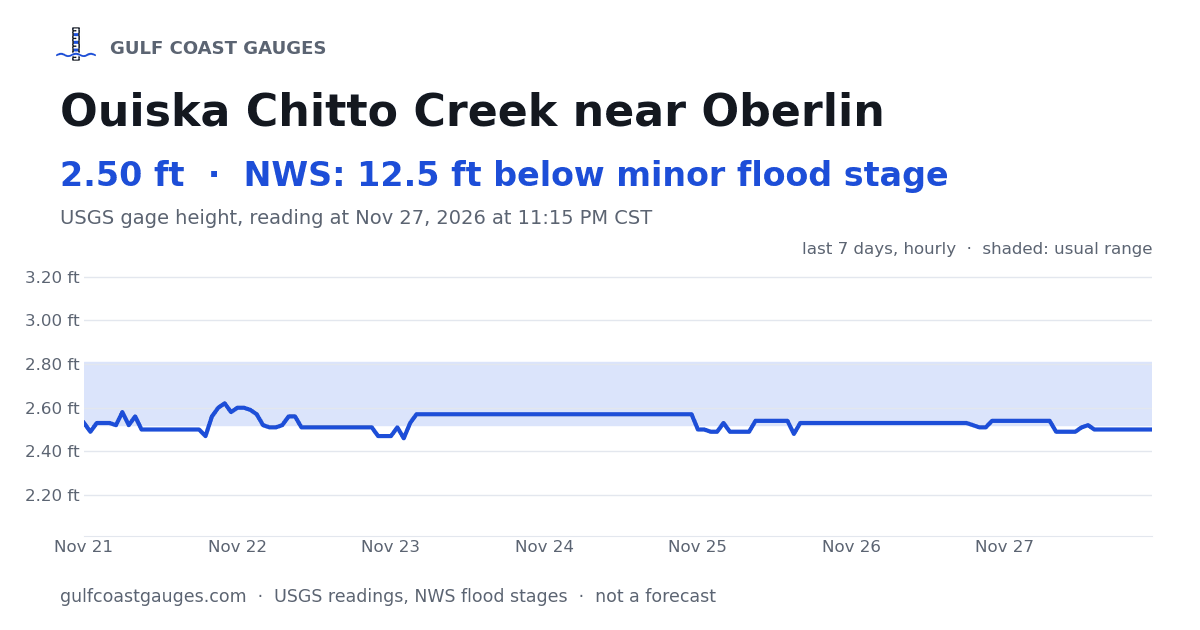 GULF COAST GAUGES
Ouiska Chitto Creek near Oberlin
2.50 ft · NWS: 12.5 ft below minor flood stage
USGS gage height, reading at Nov 27, 2026 at 11:15 PM CST
last 7 days, hourly · shaded: usual range
3.20 ft
3.00 ft
2.80 ft
2.60 ft
2.40 ft
2.20 ft
Nov 21 Nov 22 Nov 23 Nov 24 Nov 25 Nov 26 Nov 27
gulfcoastgauges.com · USGS readings, NWS flood stages · not a forecast